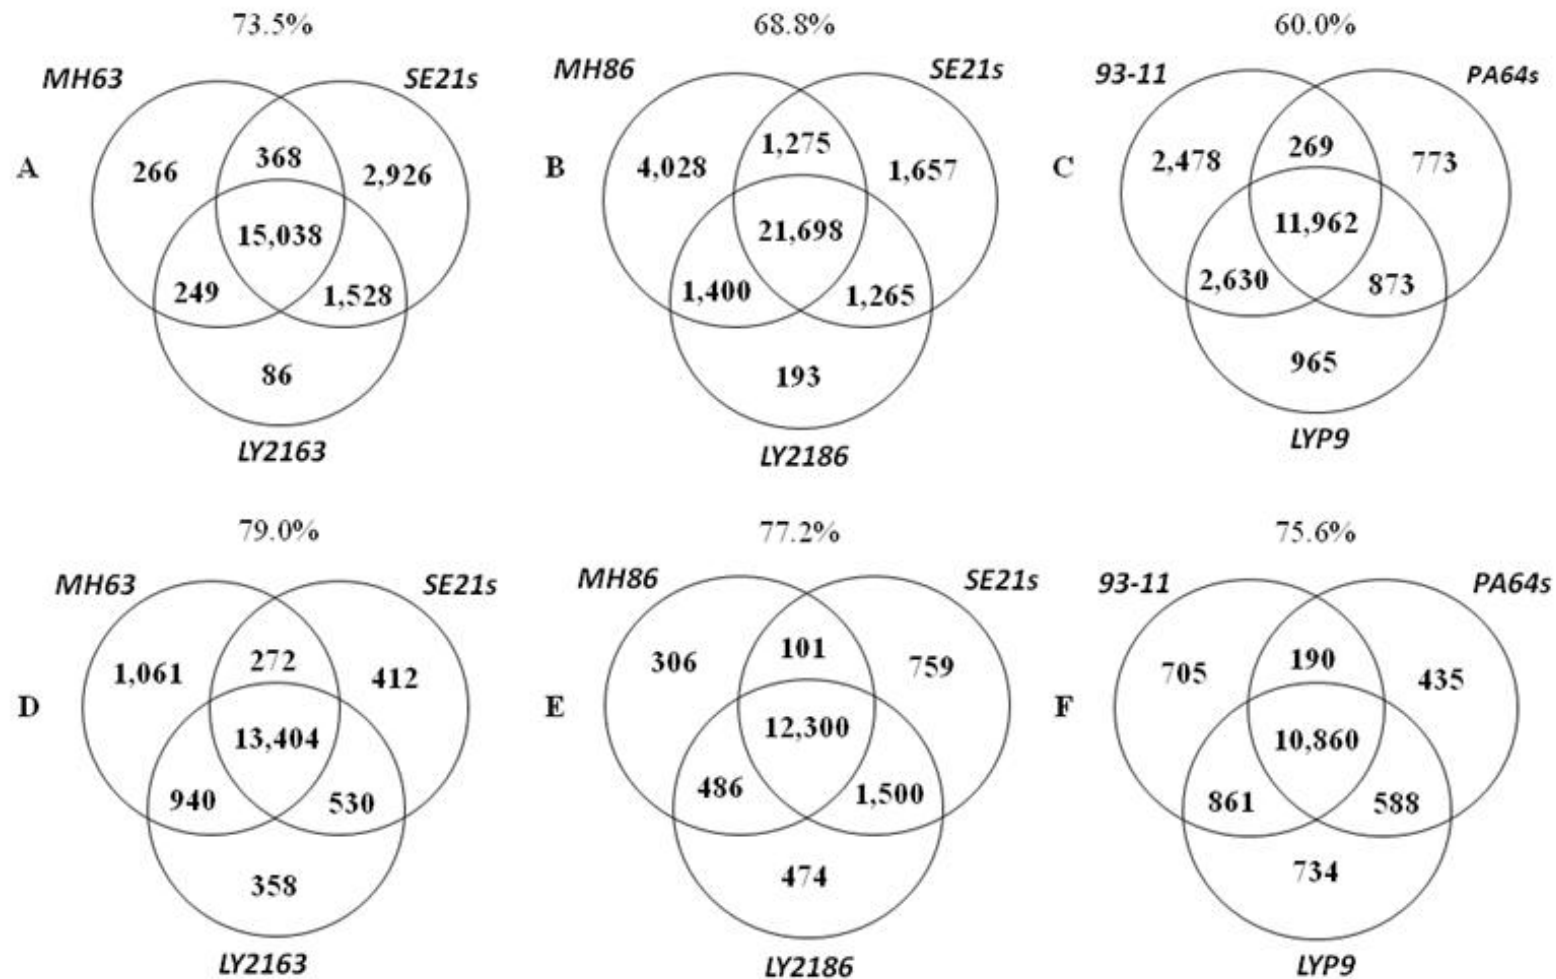 73.5%
68.8%
60.0%
MH63
SE21s
MH86
SE21s
93-11
PA64s
A
266
368
2,926
15,038
249
1,528
86
LY2163
B
4,028
1,275
1,657
21,698
1,400
1,265
193
LY2186
C
2,478
269
773
11,962
2,630
873
965
LYP9
79.0%
77.2%
75.6%
MH63
SE21s
MH86
SE21s
93-11
PA64s
D
1,061
272
412
13,404
940
530
358
LY2163
E
306
101
759
12,300
486
1,500
474
LY2186
F
705
190
435
10,860
861
588
734
LYP9